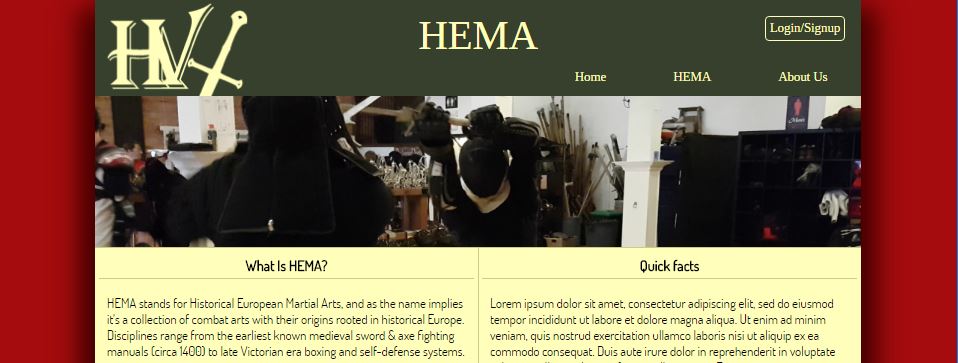 HEMA
Login/Signup
Home HEMA About Us
What Is HEMA?
HEMA stands for Historical European Martial Arts, and as the name implies
it's a collection of combat arts with their origins rooted in historical Europe.
Disciplines range from the earliest known medieval sword & axe fighting
manuals (circa 1400) to late Victorian era boxing and self-defense systems.
Quick facts
Lorem ipsum dolor sit amet, consectetur adipiscing elit, sed do eiusmod
tempor incididunt ut labore et dolore magna aliqua. Ut enim ad minim
veniam, quis nostrud exercitation ullamco laboris nisi ut aliquip ex ea
commodo consequat. Duis aute irure dolor in reprehenderit in voluptate